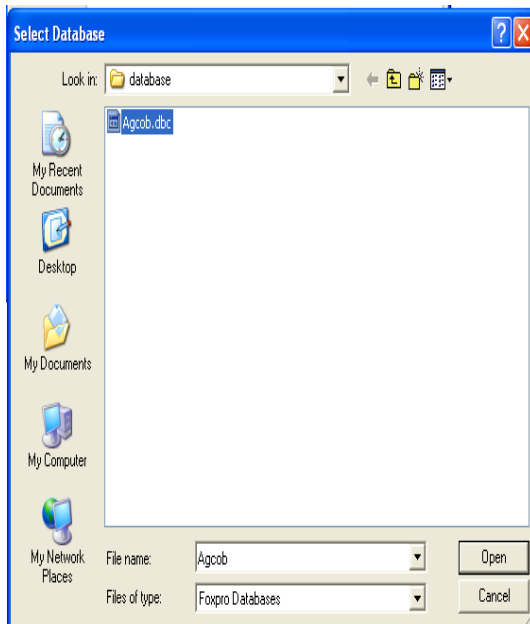 Select Database
Look in: database
Agcob.dbc
My Recent
Documents
Desktop
My Documents
My Computer
My Network
Places
File name: Agcob Open
Files of type: Foxpro Databases Cancel